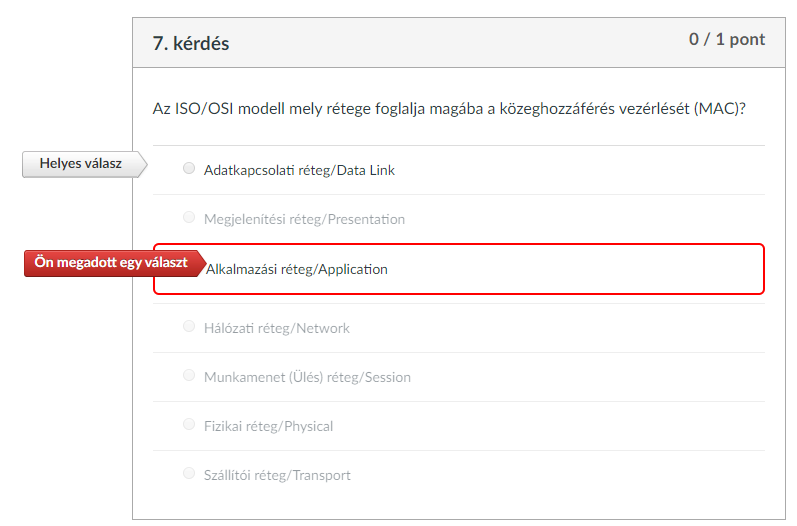 7. kérdés
0 / 1 pont
Az ISO/OSI modell mely rétege foglalja magába a közeghozzáférés vezérlését (MAC)?
Helyes válasz
Adatkapcsolati réteg/Data Link
Megjelenítési réteg/Presentation
Ön megadott egy választ
Alkalmazási réteg/Application
Hálózati réteg/Network
Munkamenet (Ülés) réteg/Session
Fizikai réteg/Physical
Szállítói réteg/Transport